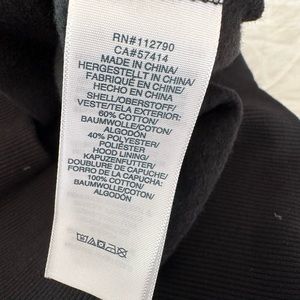 RN#112790
CA#57414
MADE IN CHINA/
HERGESTELLT IN CHINA/
FABRIQUÉ EN CHINE/
HECHO EN CHINA
SHELL/OBERSTOFF/
VESTE/TELA EXTERIOR:
60% COTTON/
BAUMWOLLE/COTON/
ALGODÓN
40% POLYESTER/
POLIÉSTER
HOOD LINING/
KAPUZENFUTTER/
DOUBLURE DE CAPUCHE/
FORRO DE LA CAPUCHA:
100% COTTON/
BAUMWOLLE/COTON/
ALGODÓN